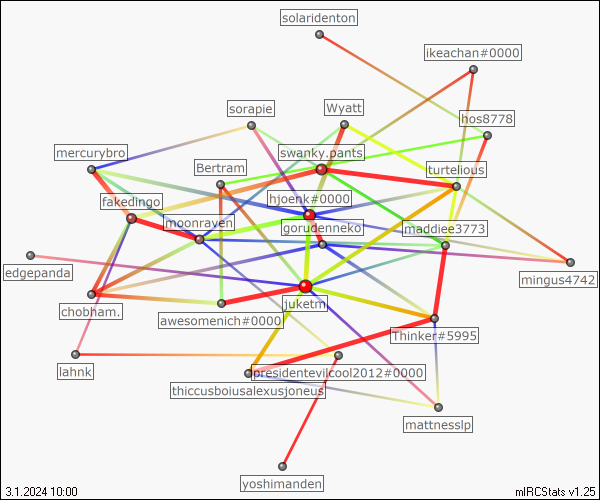 solaridenton
ikeachan#0000
sorapie
Wyatt
hos8778
mercurybro
Bertram
swanky.pants
turtelious
fakedingo
moonraven
hjoenk#0000
gorudenneko
maddiee3773
edgepanda
mingus4742
chobham.
juketm
awesomenich#0000
Thinker#5995
lahnk
presidentevilcool2012#0000
thiccusboiusalexusjoneus
mattnesslp
yoshimanden
3.1.2024 10:00
mIRCStats v1.25